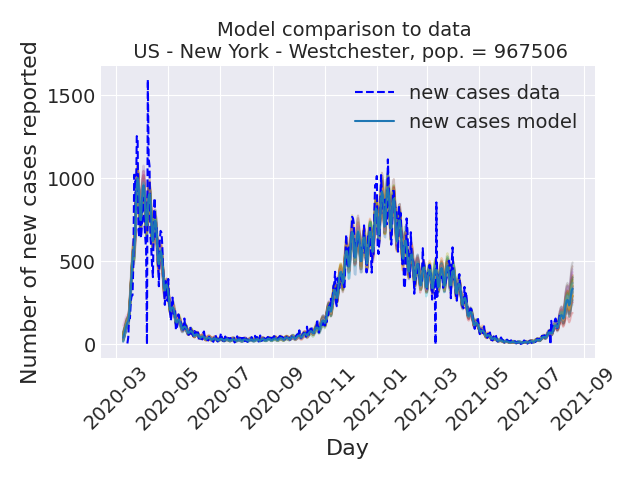 Model comparison to data
US - New York - Westchester, pop. = 967506
new cases data
new cases model
Number of new cases reported
1500
1000
500
0
2020-03
2020-05
2020-07
2020-09
2020-11
2021-01
2021-03
2021-05
2021-07
2021-09
Day